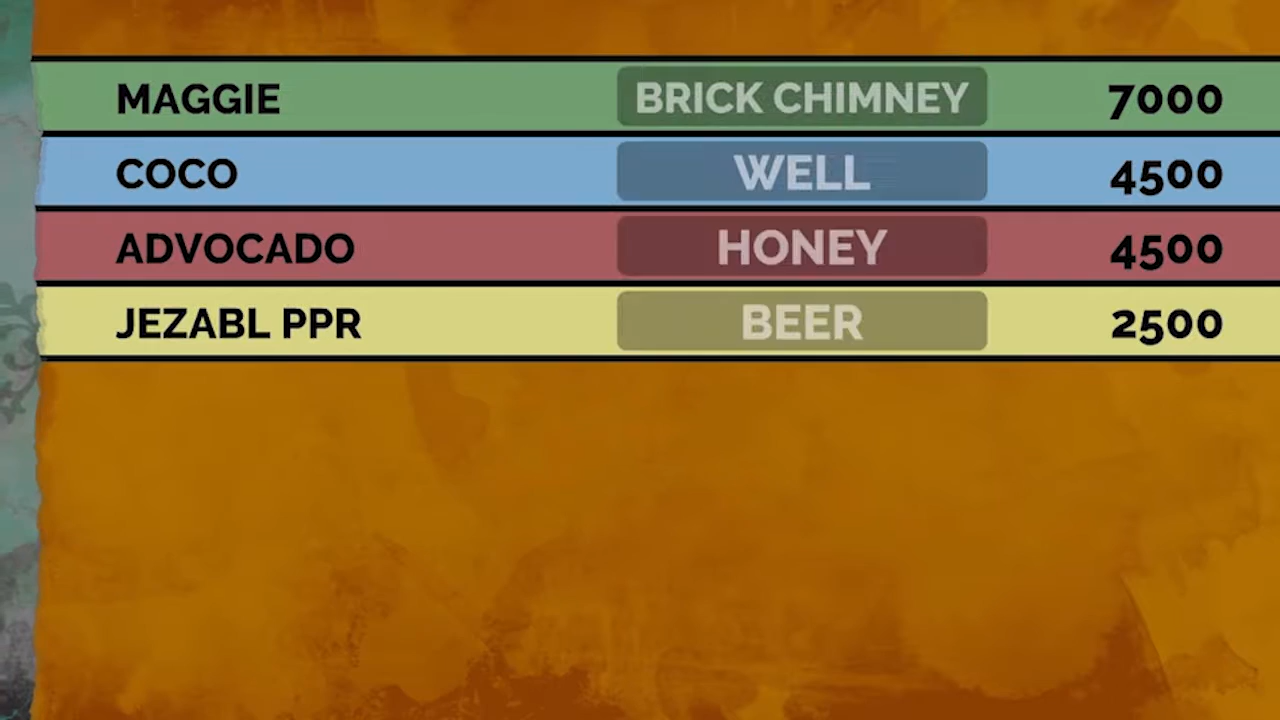 MAGGIE BRICK CHIMNEY 7000
COCO WELL 4500
ADVOCADO HONEY 4500
JEZABL PPR BEER 2500